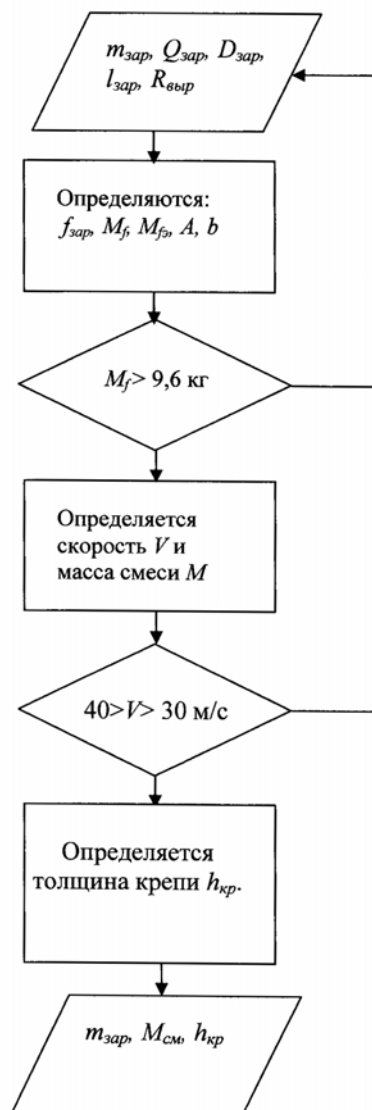 m_зар, Q_зар, D_зар,
l_зар, R_выр
Определяются:
f_зар, M_f, M_fэ, A, b
M_f> 9,6 кг
Определяется
скорость V и
масса смеси M
40>V> 30 м/с
Определяется
толщина крепи h_кр.
m_зар, M_см, h_кр